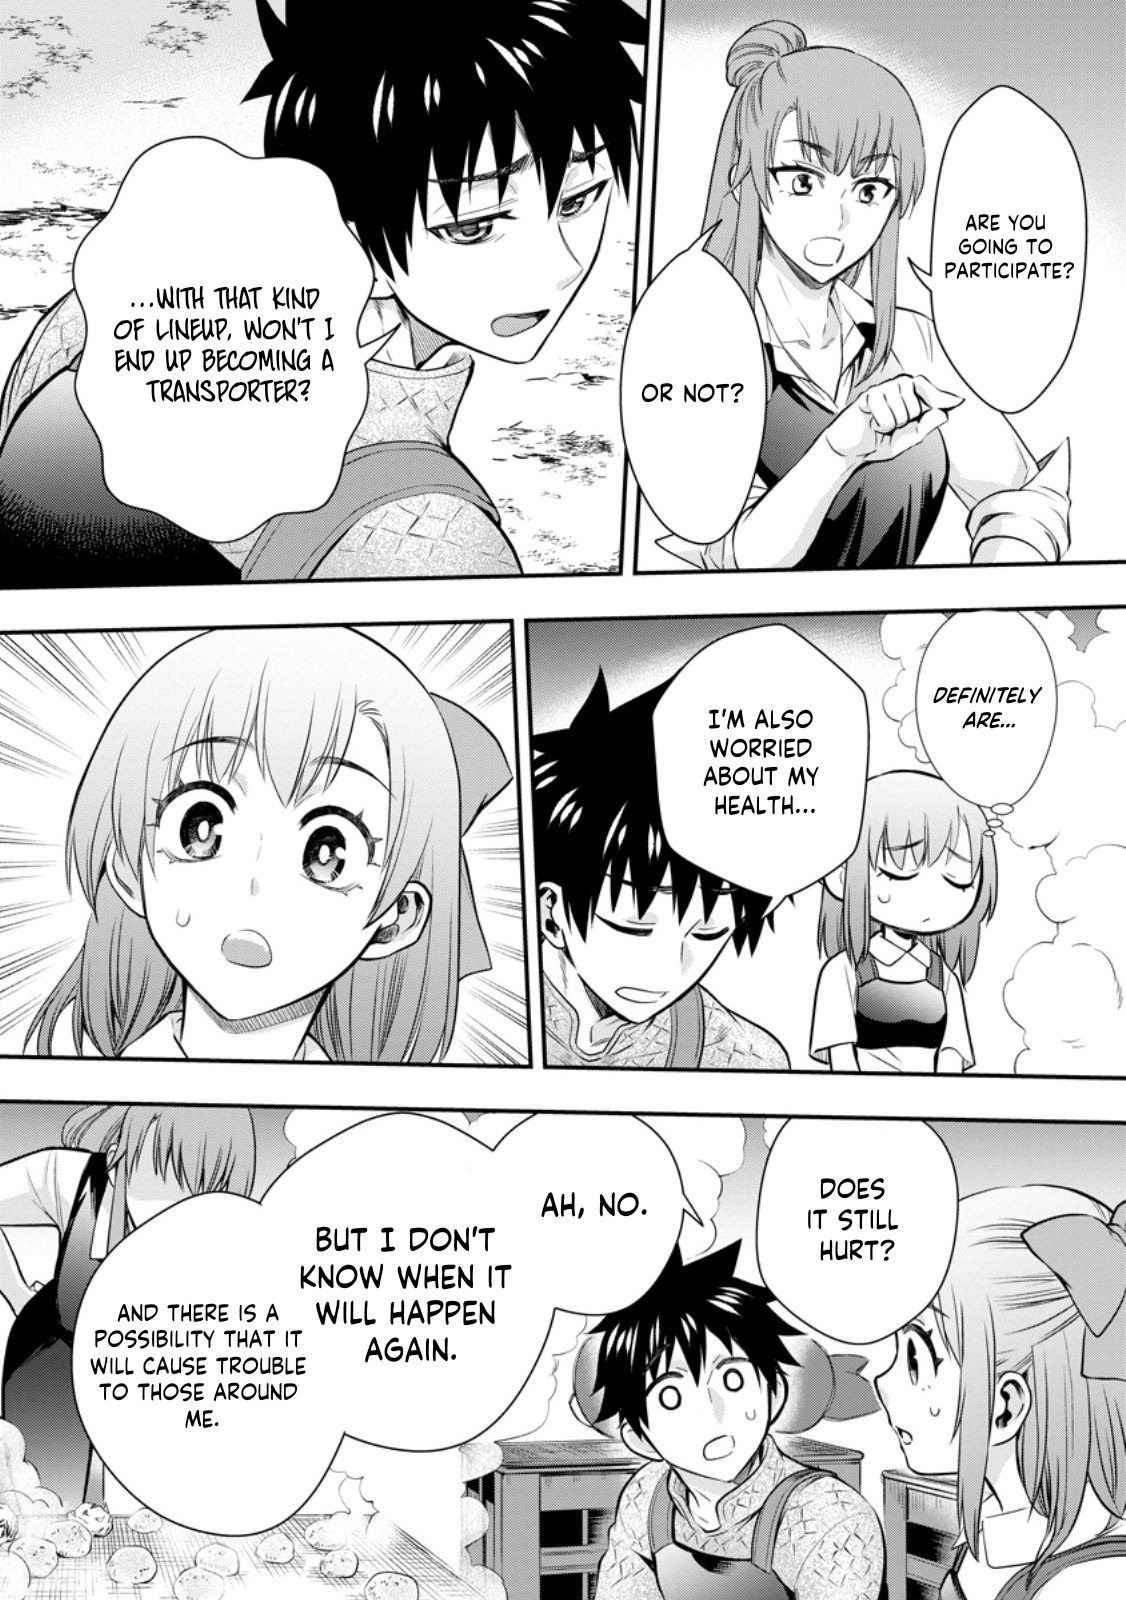 ARE YOU
GOING TO
PARTICIPATE?
OR NOT?
...WITH THAT KIND
OF LINEUP, WON'T I
END UP BECOMING A
TRANSPORTER?
DEFINITELY
ARE...
I'M ALSO
WORRIED
ABOUT MY
HEALTH...
DOES
IT STILL
HURT?
AH, NO.
BUT I DON'T
KNOW WHEN IT
WILL HAPPEN
AGAIN.
AND THERE IS A
POSSIBILITY THAT IT
WILL CAUSE TROUBLE
TO THOSE AROUND
ME.